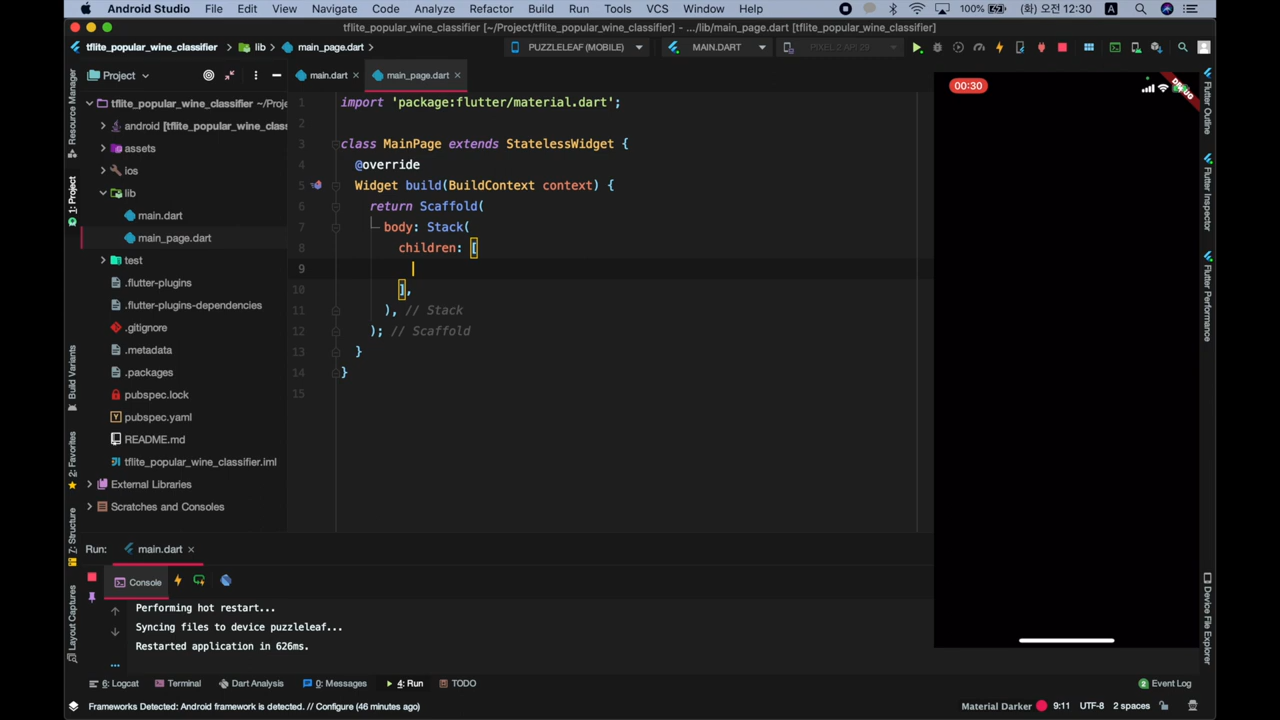 Android Studio File Edit View Navigate Code Analyze Refactor Build Run Tools VCS Window Help 100% (화) 오전 12:30 A
tflite_popular_wine_classifier [~/Project/tflite_popular_wine_classifier] - .../lib/main_page.dart [tflite_popular_wine_classifier]
tflite_popular_wine_classifier lib main_page.dart PUZZLELEAF (MOBILE) MAIN.DART PIXEL 2 API 29
Resource Manager
Project
main.dart
main_page.dart
1: Project
tflite_popular_wine_classifier ~/Proj
android [tflite_popular_wine_clas
assets
ios
lib
main.dart
main_page.dart
test
.flutter-plugins
.flutter-plugins-dependencies
.gitignore
.metadata
.packages
pubspec.lock
pubspec.yaml
README.md
tflite_popular_wine_classifier.iml
External Libraries
Scratches and Consoles
Build Variants
2: Favorites
7: Structure
Layout Captures
1 import 'package:flutter/material.dart';
2
3 class MainPage extends StatelessWidget {
4 @override
5 Widget build(BuildContext context) {
6 return Scaffold(
7 body: Stack(
8 children: [
9
10 ],
11 ), // Stack
12 ); // Scaffold
13 }
14 }
15
00:30
DEBUG
Flutter Outline
Flutter Inspector
Flutter Performance
Device File Explorer
Run: main.dart
Console
Performing hot restart...
Syncing files to device puzzleleaf...
Restarted application in 626ms.
6: Logcat Terminal Dart Analysis 0: Messages 4: Run TODO 2 Event Log
Frameworks Detected: Android framework is detected. // Configure (46 minutes ago) Material Darker 9:11 UTF-8 2 spaces